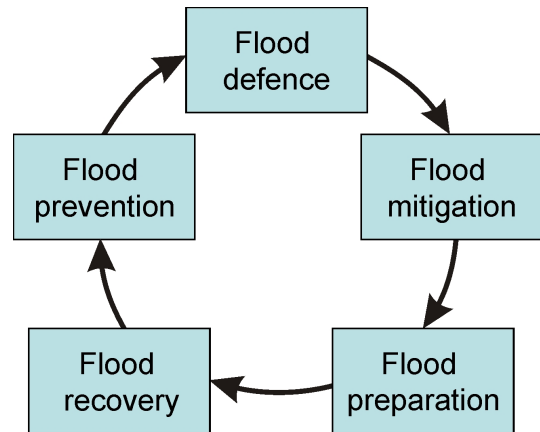 Flood
defence
Flood
mitigation
Flood
preparation
Flood
recovery
Flood
prevention